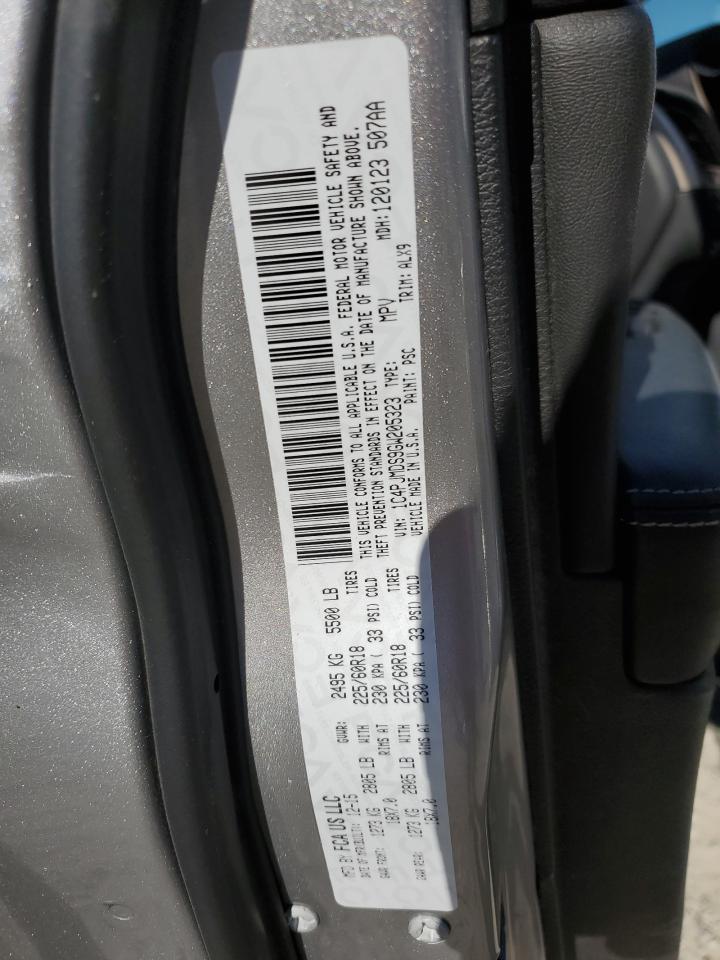 MFD BY: FCA US LLC
DATE OF MFR/BUILT: 12-15 GVWR: 2495 KG 5500 LB
GAWR FRONT: 1273 KG 2805 LB WITH 225/60R18 TIRES
18X7.0 RIMS AT 230 KPA ( 33 PSI) COLD
GAWR REAR: 1273 KG 2805 LB WITH 225/60R18 TIRES
18X7.0 RIMS AT 230 KPA ( 33 PSI) COLD
THIS VEHICLE CONFORMS TO ALL APPLICABLE U.S.A. FEDERAL MOTOR VEHICLE SAFETY AND
THEFT PREVENTION STANDARDS IN EFFECT ON THE DATE OF MANUFACTURE SHOWN ABOVE.
VIN: 1C4PJMDS9GW205323 TYPE: MPV MDH: 120123 507AA
VEHICLE MADE IN U.S.A. PAINT: PSC TRIM: ALX9